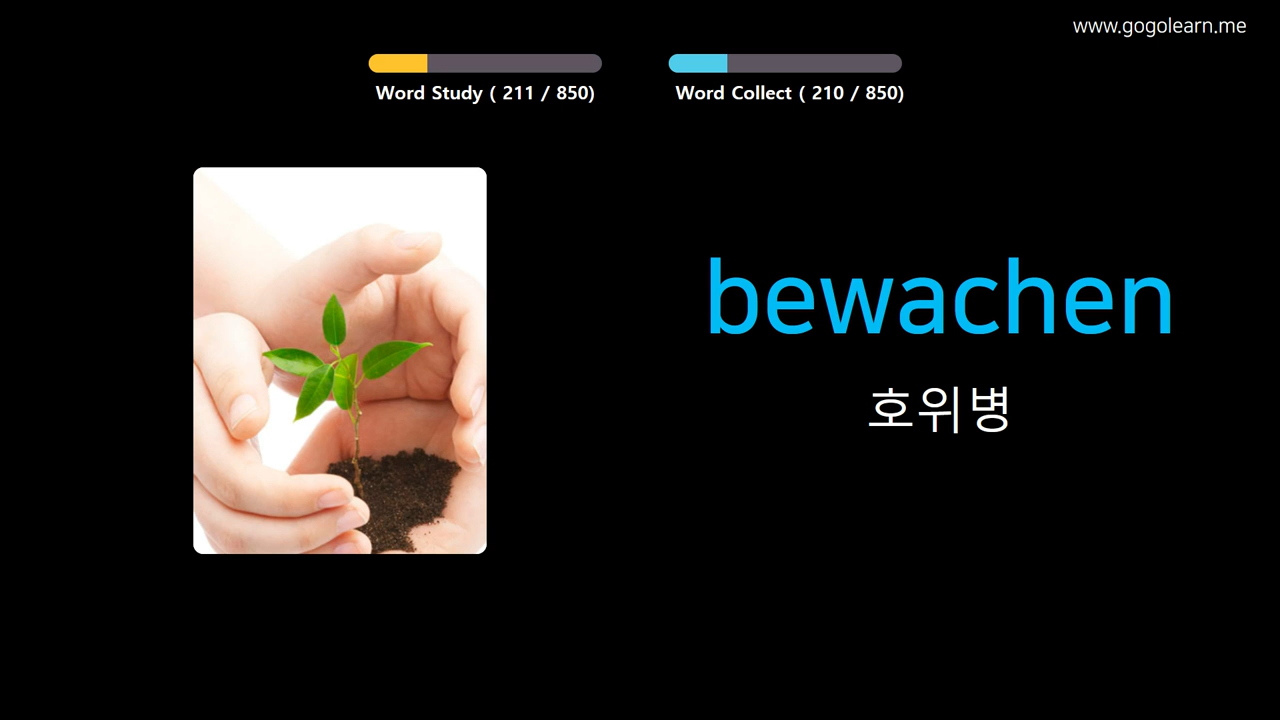 www.gogolearn.me
Word Study ( 211 / 850)
Word Collect ( 210 / 850)
bewachen
호위병